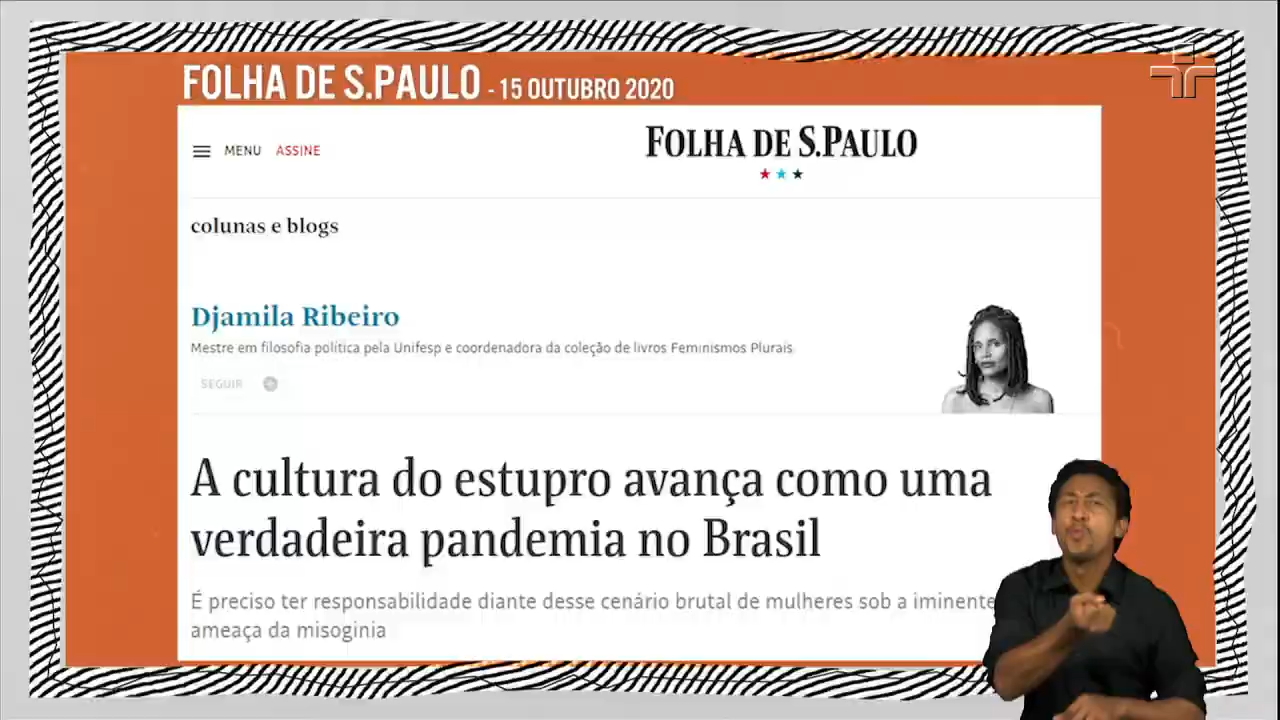 FOLHA DE S.PAULO - 15 OUTUBRO 2020
MENU ASSINE
FOLHA DE S.PAULO
colunas e blogs
Djamila Ribeiro
Mestre em filosofia política pela Unifesp e coordenadora da coleção de livros Feminismos Plurais
SEGUIR
A cultura do estupro avança como uma
verdadeira pandemia no Brasil
É preciso ter responsabilidade diante desse cenário brutal de mulheres sob a iminente
ameaça da misoginia